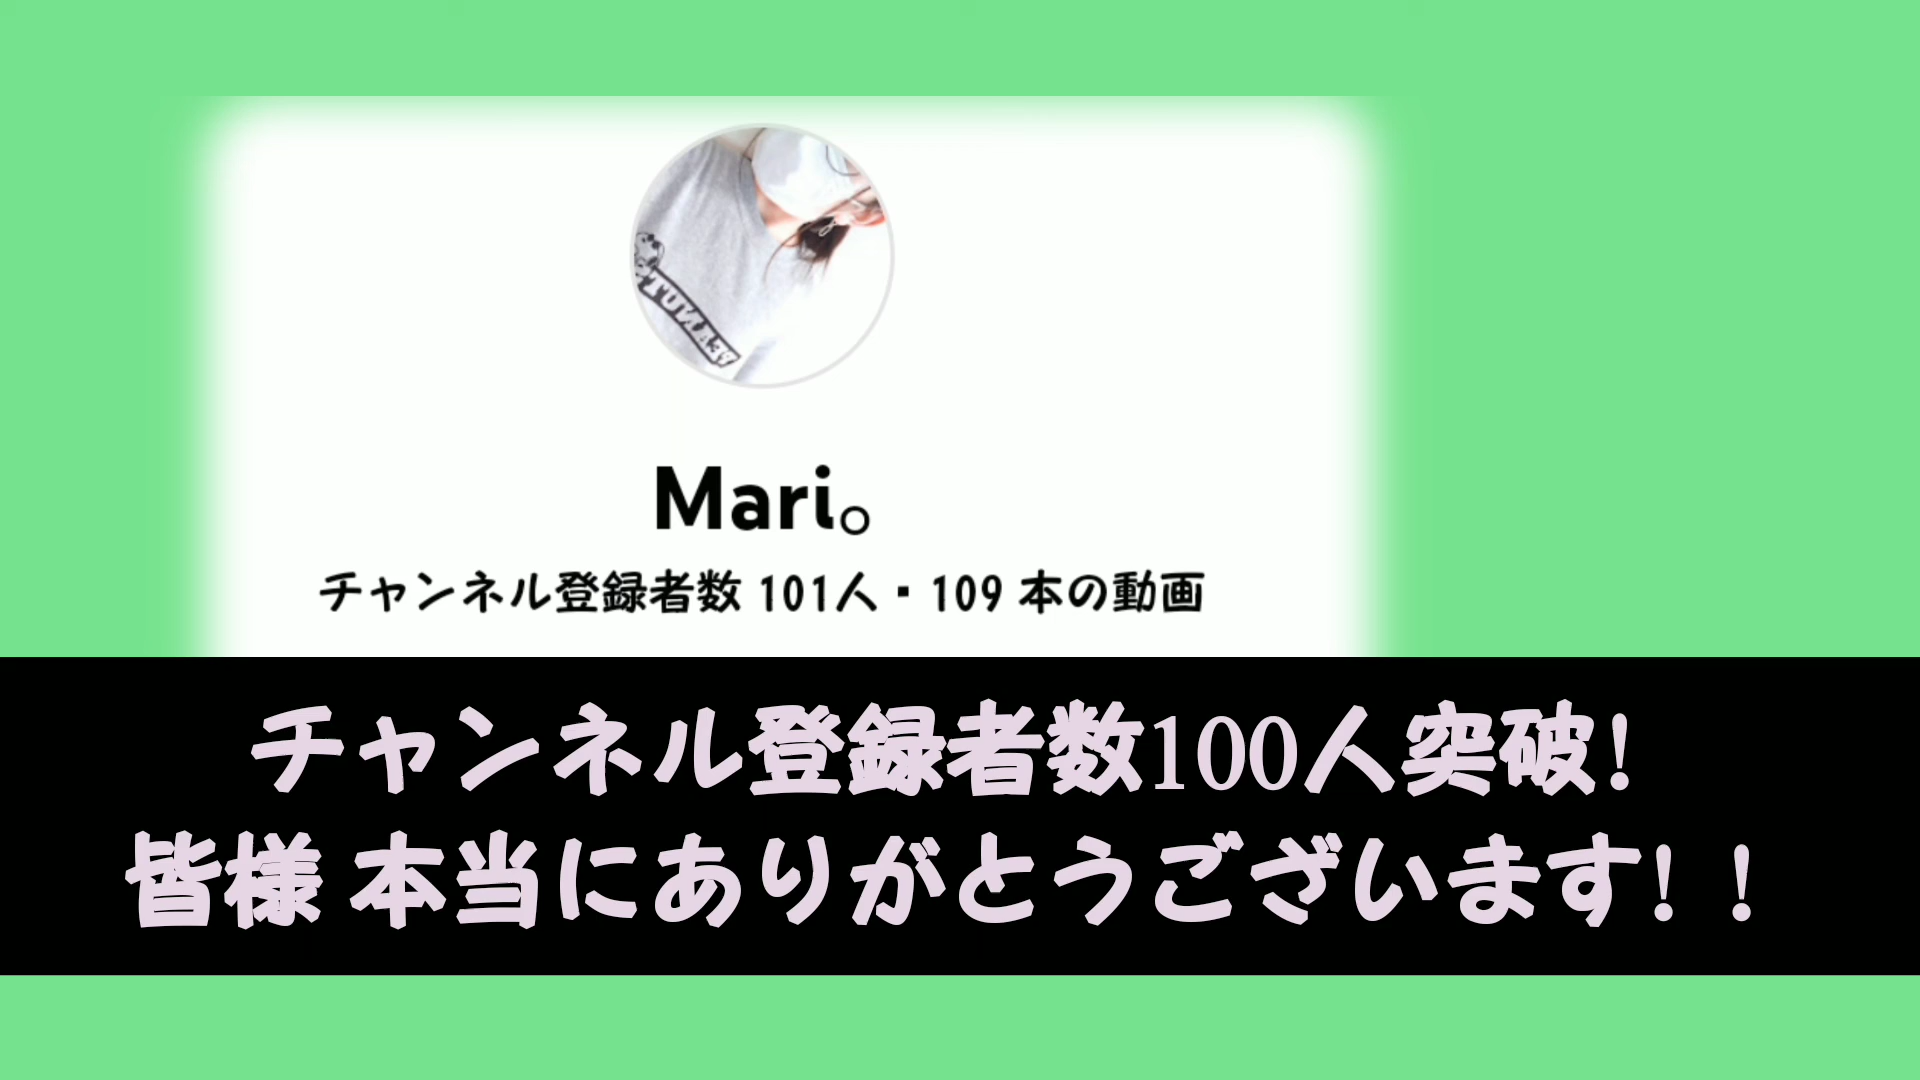 Mari。
チャンネル登録者数 101人・109 本の動画
チャンネル登録者数100人突破!
皆様 本当にありがとうございます! !